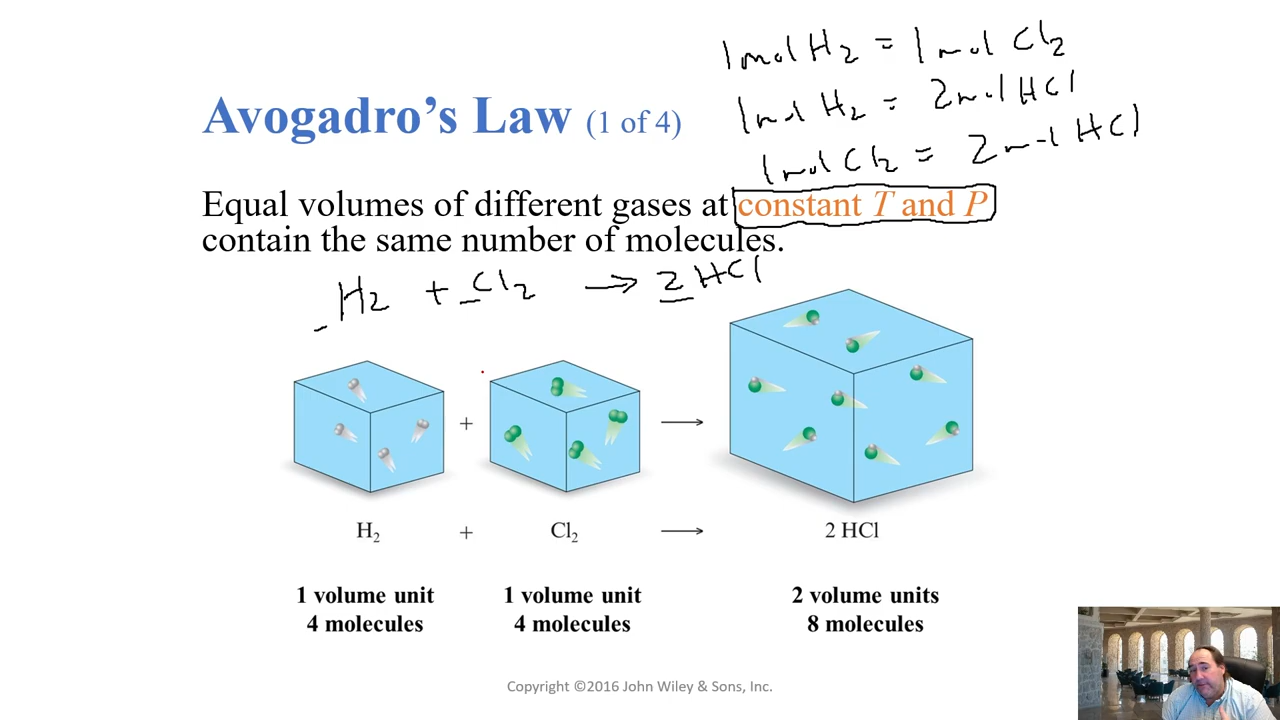 1 mol H2 = 1 mol Cl2
1 mol H2 = 2 mol HCl
1 mol Cl2 = 2 mol HCl
Avogadro's Law (1 of 4)
Equal volumes of different gases at constant T and P
contain the same number of molecules.
_H2 + _Cl2 → 2 HCl
H₂ + Cl₂ ⟶ 2 HCl
1 volume unit 1 volume unit 2 volume units
4 molecules 4 molecules 8 molecules
Copyright ©2016 John Wiley & Sons, Inc.